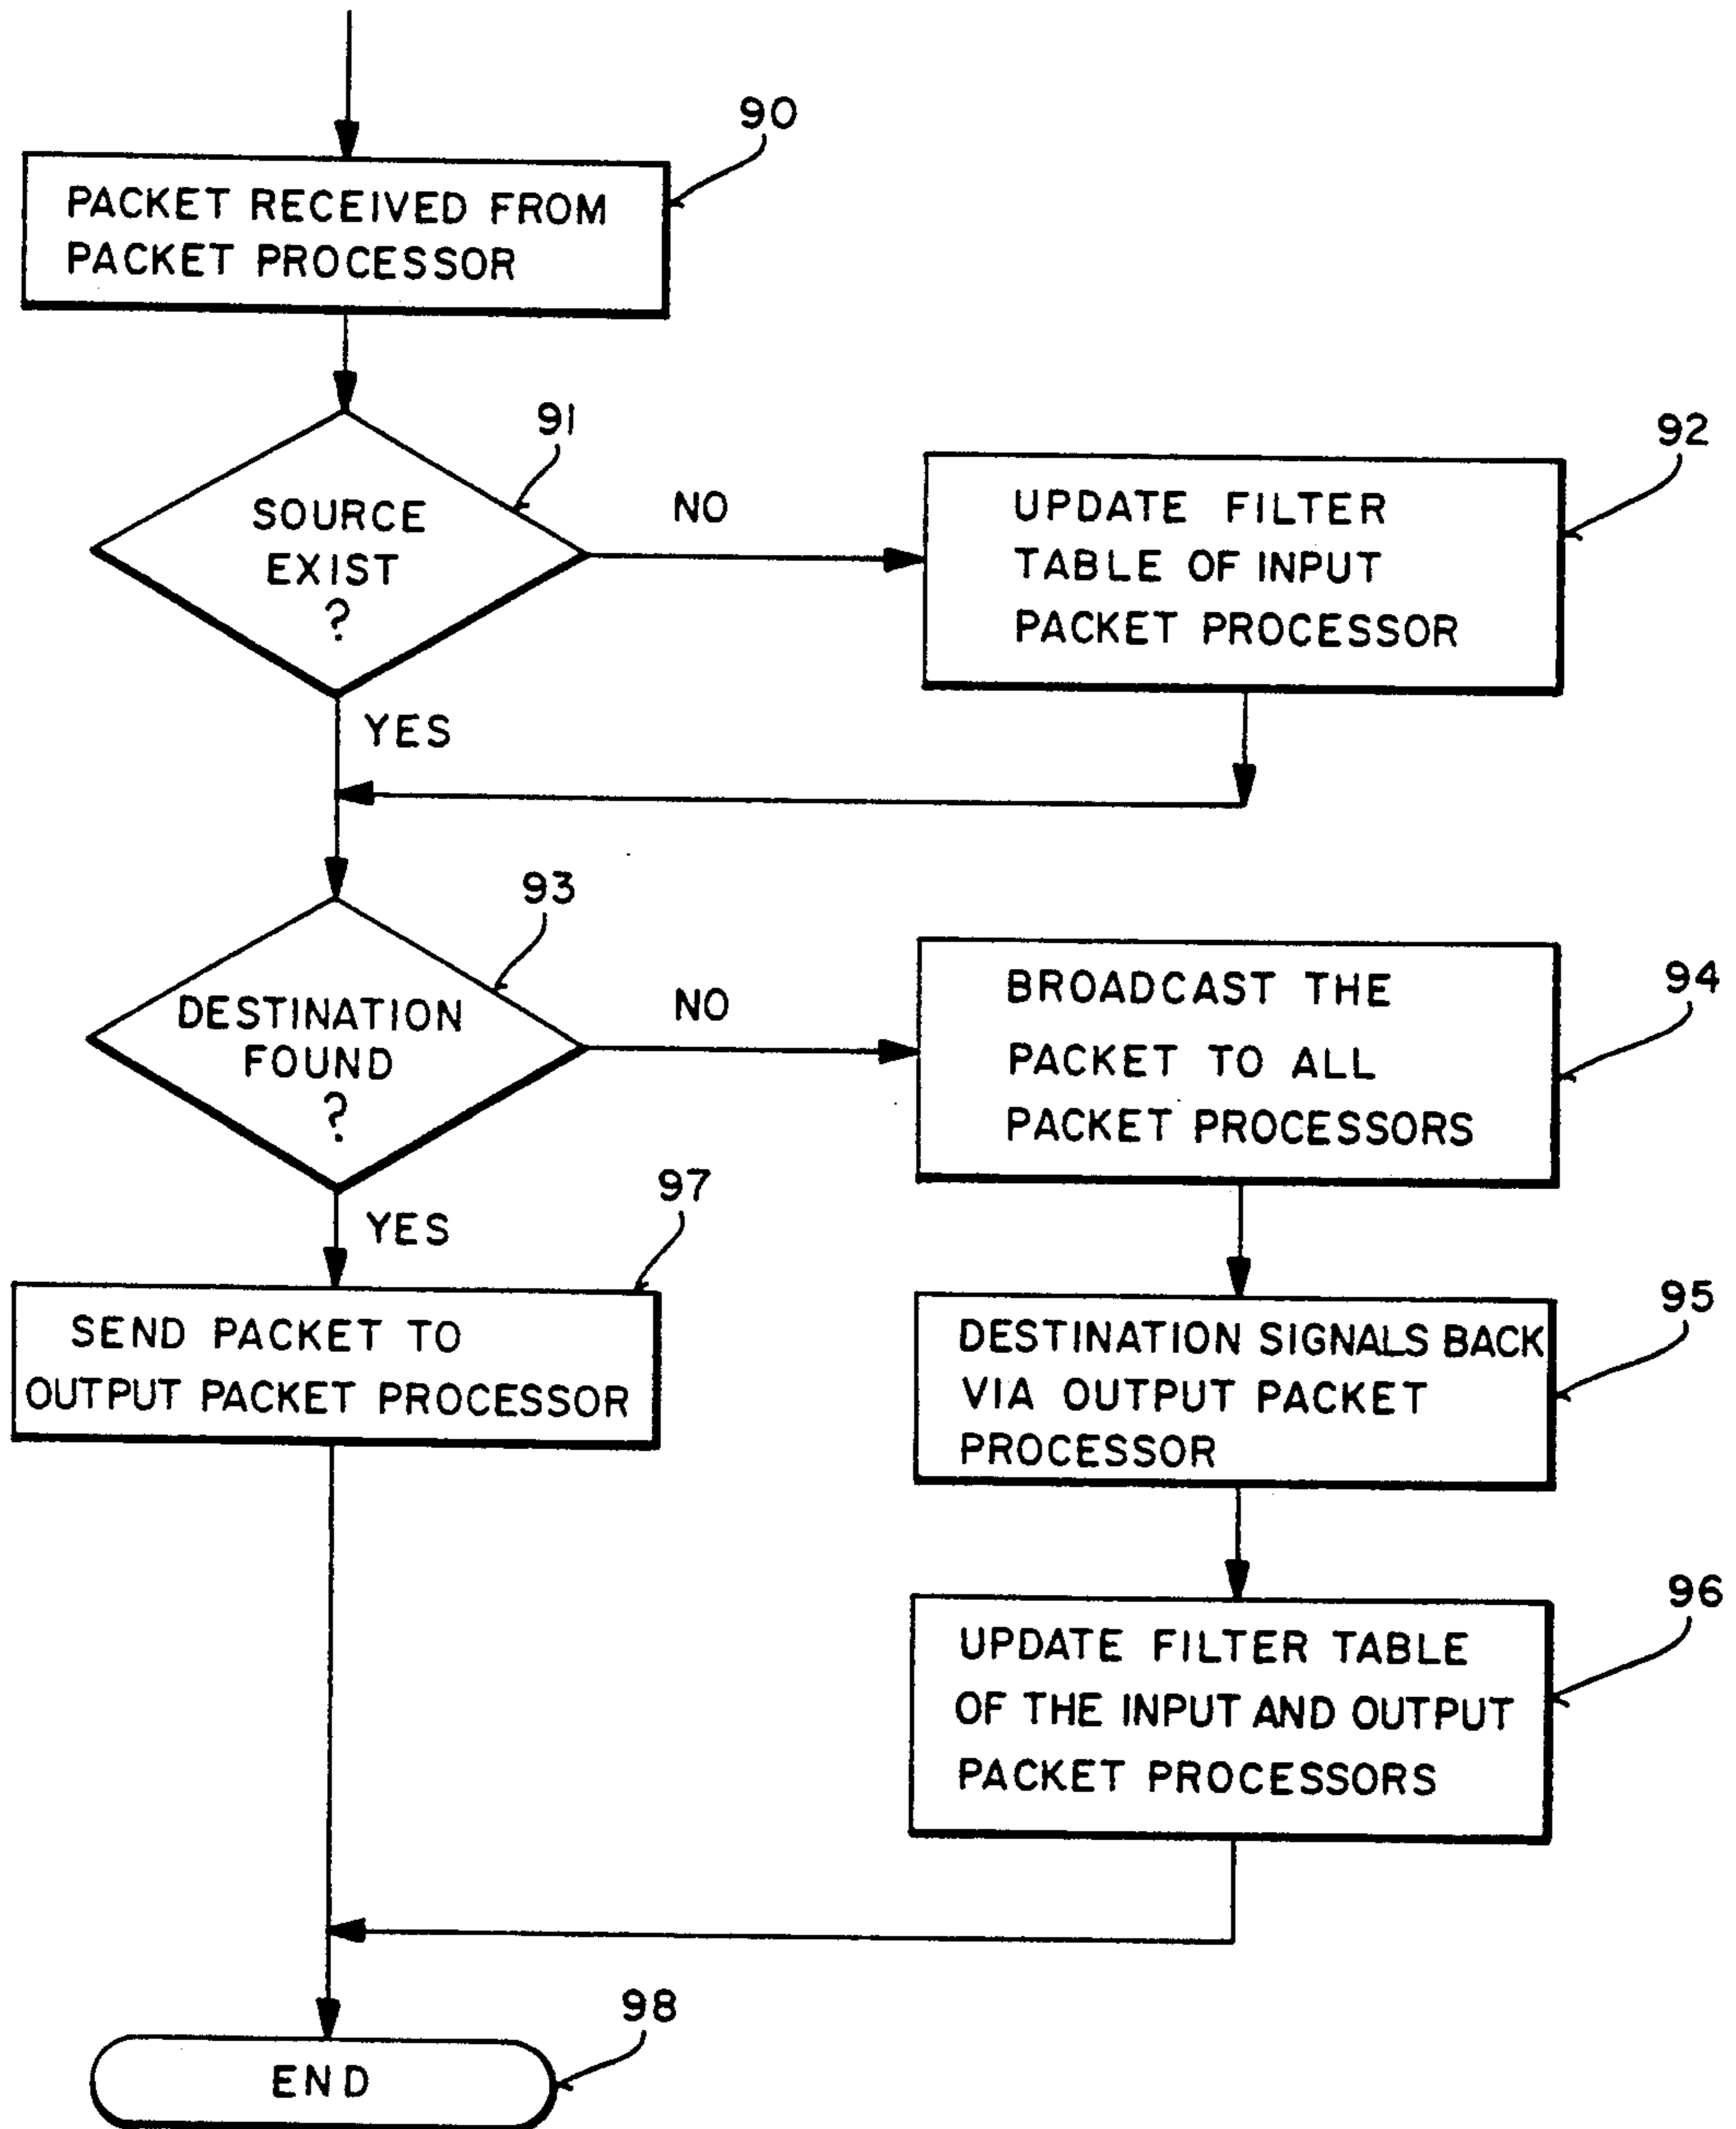 90
PACKET RECEIVED FROM
PACKET PROCESSOR
91
SOURCE
EXIST
?
NO
92
UPDATE FILTER
TABLE OF INPUT
PACKET PROCESSOR
YES
93
DESTINATION
FOUND
?
NO
94
BROADCAST THE
PACKET TO ALL
PACKET PROCESSORS
YES
97
SEND PACKET TO
OUTPUT PACKET PROCESSOR
95
DESTINATION SIGNALS BACK
VIA OUTPUT PACKET
PROCESSOR
96
UPDATE FILTER TABLE
OF THE INPUT AND OUTPUT
PACKET PROCESSORS
98
END